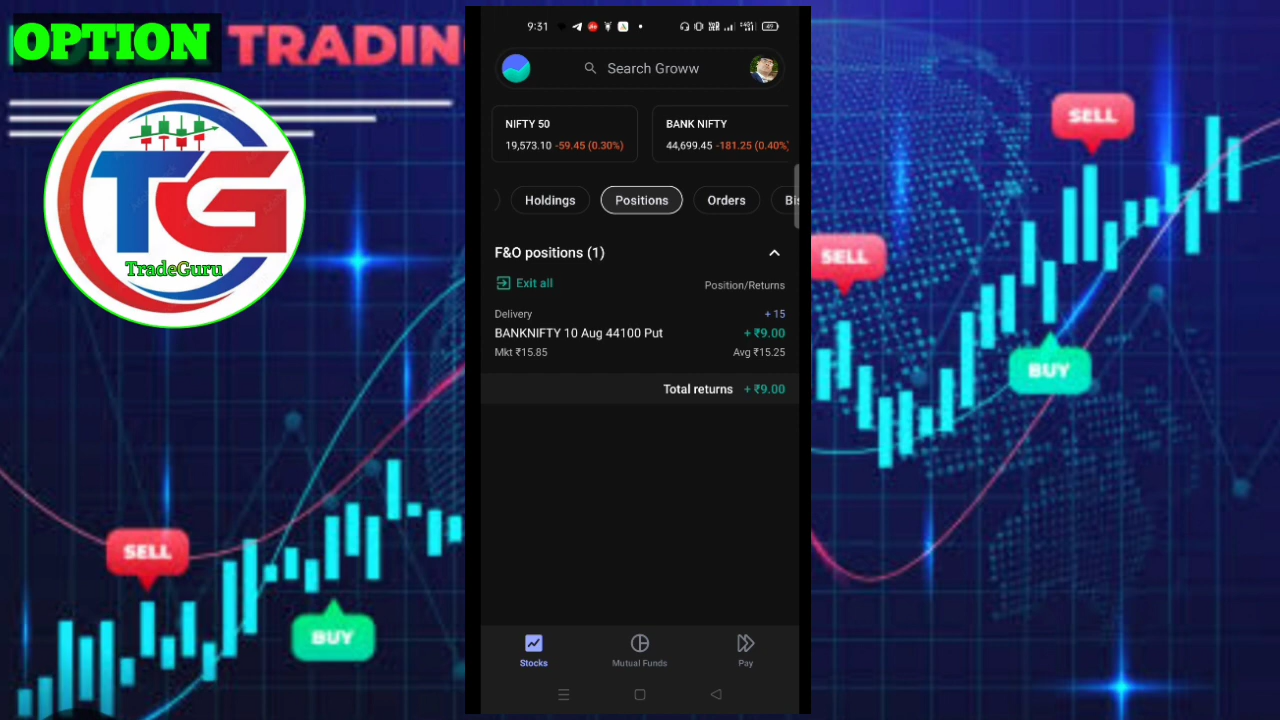 OPTION TRADING
TG
TradeGuru
SELL
BUY
9:31
49
Search Groww
NIFTY 50
19,573.10 -59.45 (0.30%)
BANK NIFTY
44,699.45 -181.25 (0.40%)
Holdings
Positions
Orders
F&O positions (1)
Exit all
Position/Returns
Delivery
+ 15
BANKNIFTY 10 Aug 44100 Put
+ ₹9.00
Mkt ₹15.85
Avg ₹15.25
Total returns + ₹9.00
Stocks
Mutual Funds
Pay
SELL
SELL
BUY